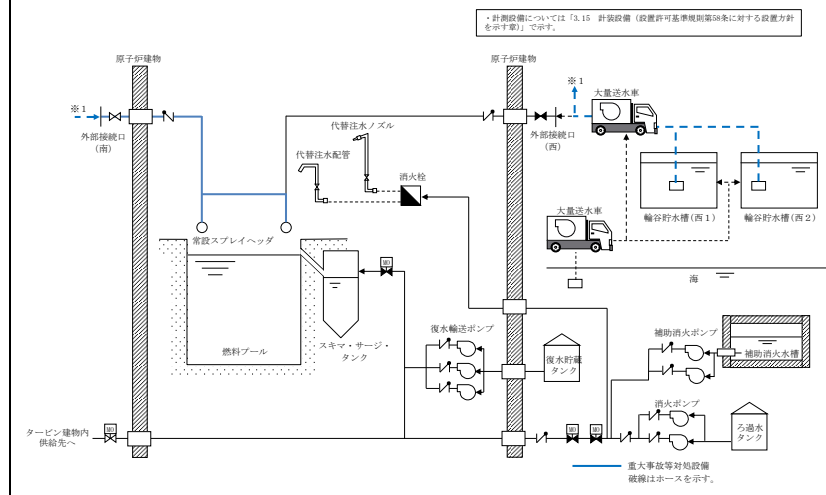 ・計測設備については「3.15 計装設備（設置許可基準規則第58条に対する設置方針
を示す章）」で示す。
原子炉建物
原子炉建物
※1
※1
大量送水車
外部接続口
(南)
代替注水ノズル
外部接続口
(西)
代替注水配管
消火栓
輪谷貯水槽(西1)
輪谷貯水槽(西2)
大量送水車
常設スプレイヘッダ
海
MO
燃料プール
スキマ・サージ・
タンク
復水輸送ポンプ
復水貯蔵
タンク
補助消火ポンプ
補助消火水槽
消火ポンプ
ろ過水
タンク
タービン建物内
供給先へ
MO
MO
MO
重大事故等対処設備
破線はホースを示す。